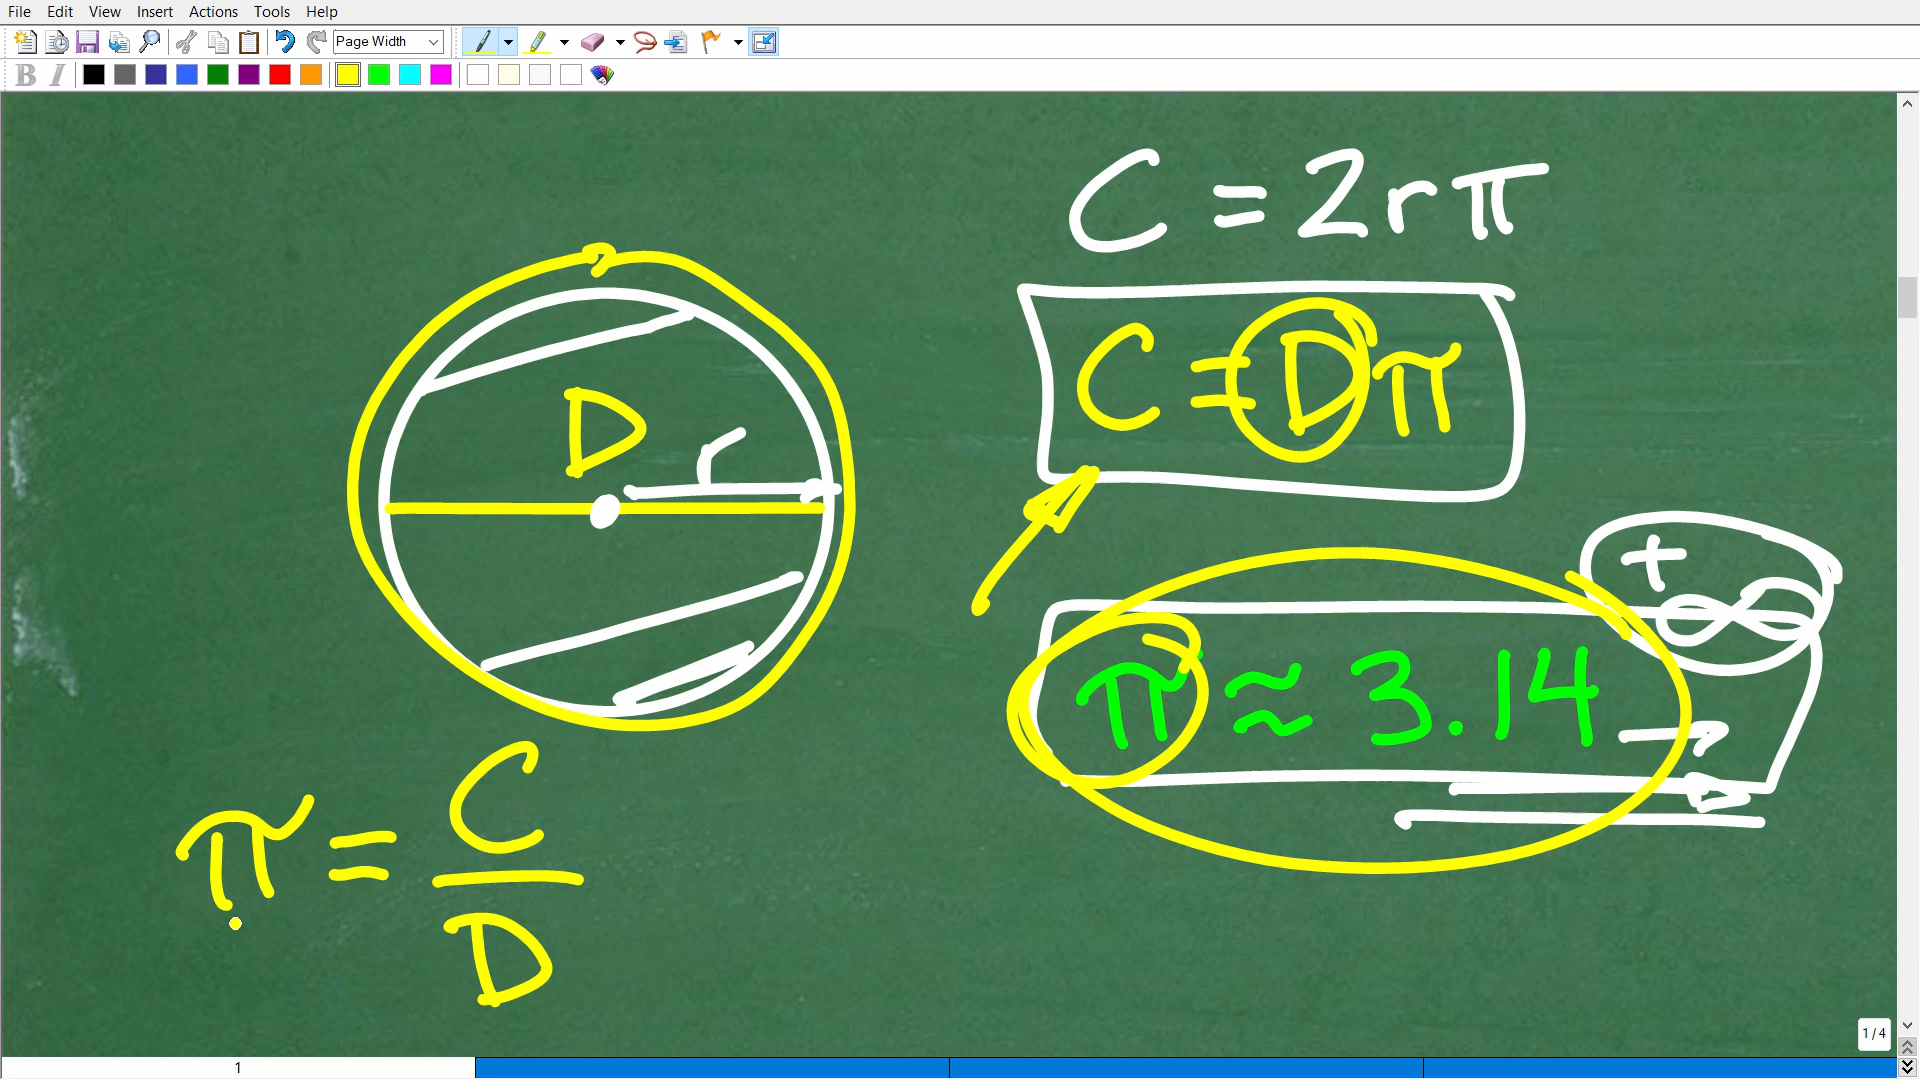 File Edit View Insert Actions Tools Help
Page Width
B I
C = 2rπ
C = Dπ
D
r
+ ∞
π ≈ 3.14
π = C/D
1 / 4
1